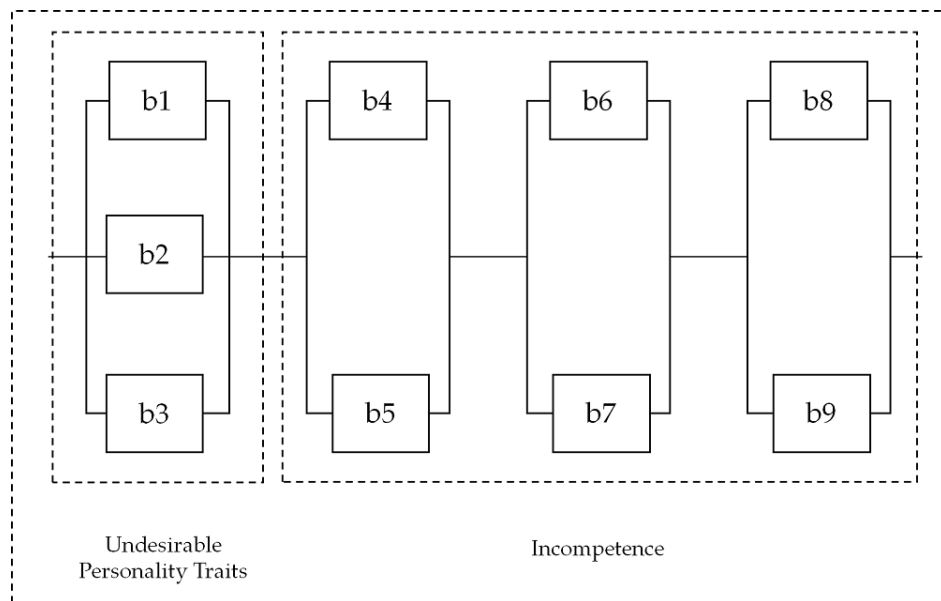 b1
b4
b6
b8
b2
b3
b5
b7
b9
Undesirable
Personality Traits
Incompetence